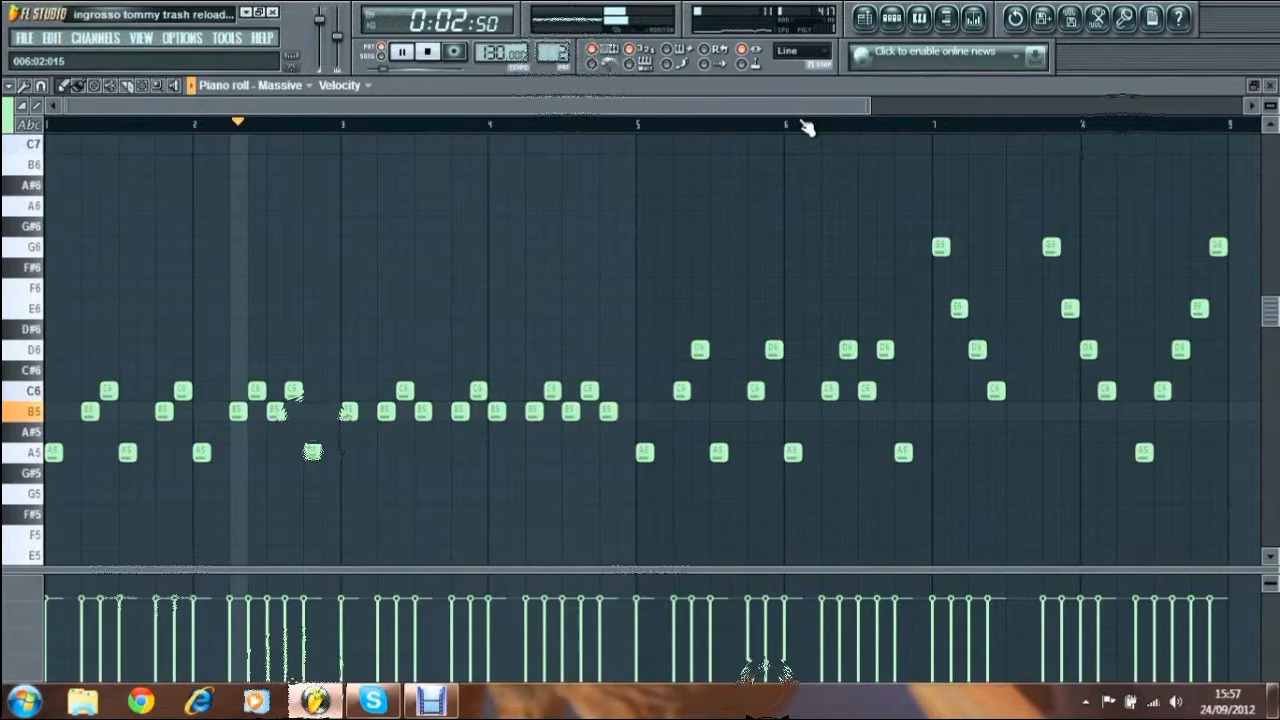 FL STUDIO ingrosso tommy trash reload...
FILE EDIT CHANNELS VIEW OPTIONS TOOLS HELP
006:02:015
0:02:50
PAT
SONG
130
Line
Click to enable online news
Piano roll - Massive Velocity
Abc
1 2 3 4 5 6 7 8 9
C7
B6
A#6
A6
G#6
G6
F#6
F6
E6
D#6
D6
C#6
C6
B5
A#5
A5
G#5
G5
F#5
F5
E5
15:57
24/09/2012